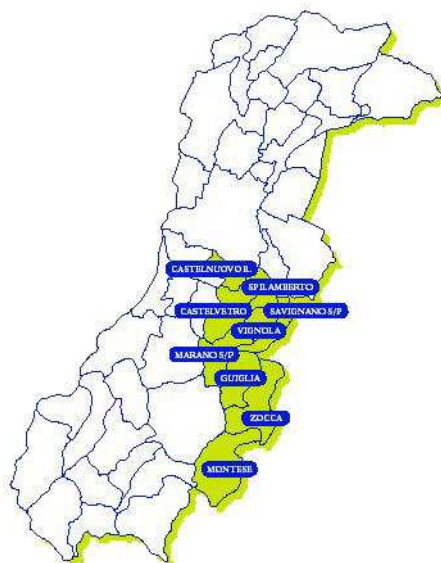 CASTELNUOVO R.
SPILAMBERTO
CASTELVETRO
SAVIGNANO S/P
VIGNOLA
MARANO S/P
GUIGLIA
ZOCCA
MONTESE